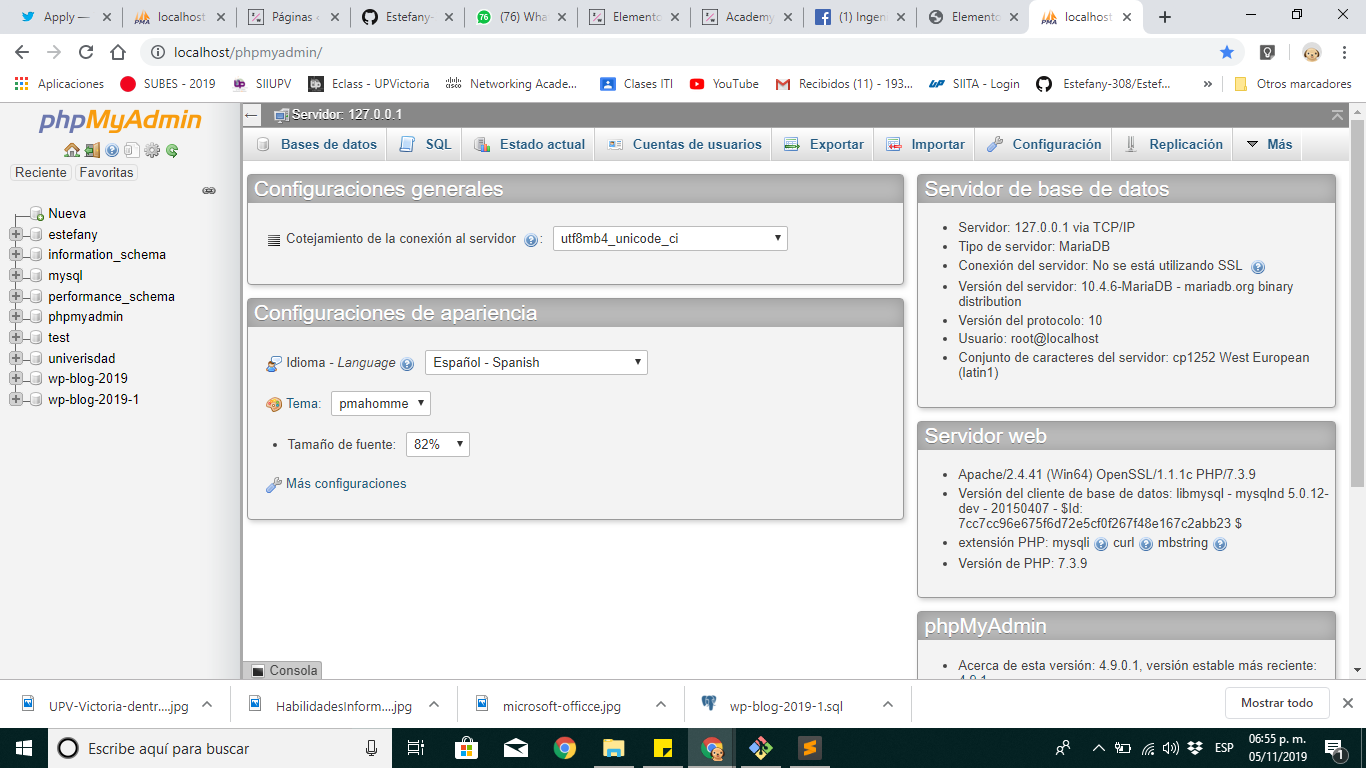 Apply —
localhost
Páginas
Estefany-
(76) Wha
Elemento
Academy
(1) Ingen
Elemento
localhost
localhost/phpmyadmin/
Aplicaciones
SUBES - 2019
SIIUPV
Eclass - UPVictoria
Networking Acade...
Clases ITI
YouTube
Recibidos (11) - 193...
SIITA - Login
Estefany-308/Estef...
»
Otros marcadores
phpMyAdmin
Reciente
Favoritas
Nueva
estefany
information_schema
mysql
performance_schema
phpmyadmin
test
univerisdad
wp-blog-2019
wp-blog-2019-1
Servidor: 127.0.0.1
Bases de datos
SQL
Estado actual
Cuentas de usuarios
Exportar
Importar
Configuración
Replicación
Más
Configuraciones generales
Cotejamiento de la conexión al servidor :
utf8mb4_unicode_ci
Configuraciones de apariencia
Idioma - Language
Español - Spanish
Tema:
pmahomme
Tamaño de fuente:
82%
Más configuraciones
Servidor de base de datos
Servidor: 127.0.0.1 via TCP/IP
Tipo de servidor: MariaDB
Conexión del servidor: No se está utilizando SSL
Versión del servidor: 10.4.6-MariaDB - mariadb.org binary
distribution
Versión del protocolo: 10
Usuario: root@localhost
Conjunto de caracteres del servidor: cp1252 West European
(latin1)
Servidor web
Apache/2.4.41 (Win64) OpenSSL/1.1.1c PHP/7.3.9
Versión del cliente de base de datos: libmysql - mysqlnd 5.0.12-
dev - 20150407 - $Id:
7cc7cc96e675f6d72e5cf0f267f48e167c2abb23 $
extensión PHP: mysqli curl mbstring
Versión de PHP: 7.3.9
phpMyAdmin
Acerca de esta versión: 4.9.0.1, versión estable más reciente:
Consola
UPV-Victoria-dentr....jpg
HabilidadesInform....jpg
microsoft-officce.jpg
wp-blog-2019-1.sql
Mostrar todo
Escribe aquí para buscar
ESP
06:55 p. m.
05/11/2019
1